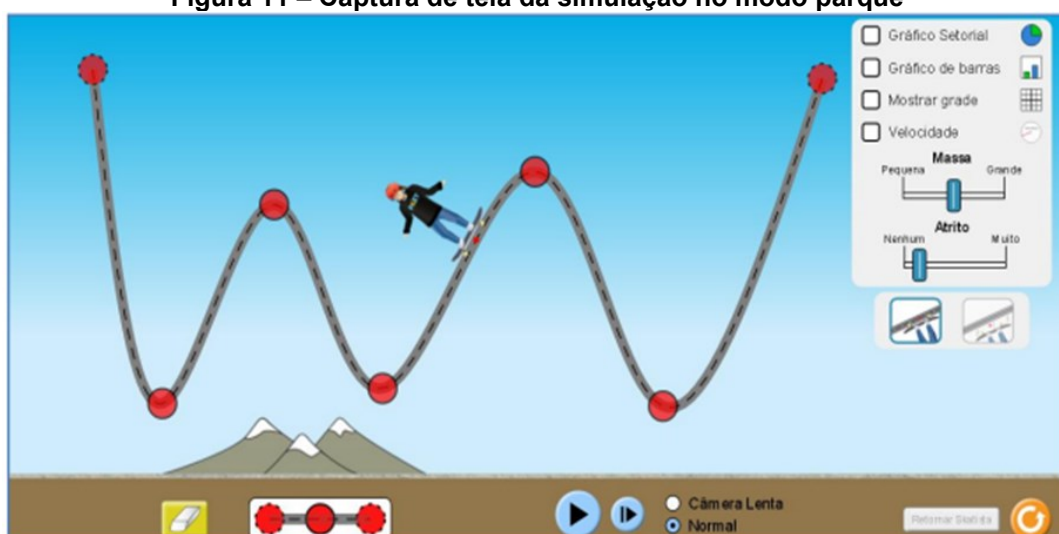 Figura 11 – Captura de tela da simulação no modo parque
Gráfico Setorial
Gráfico de barras
Mostrar grade
Velocidade
Massa
Pequena Grande
Atrito
Nenhum Muito
Câmera Lenta
Normal
Retornar Skatista